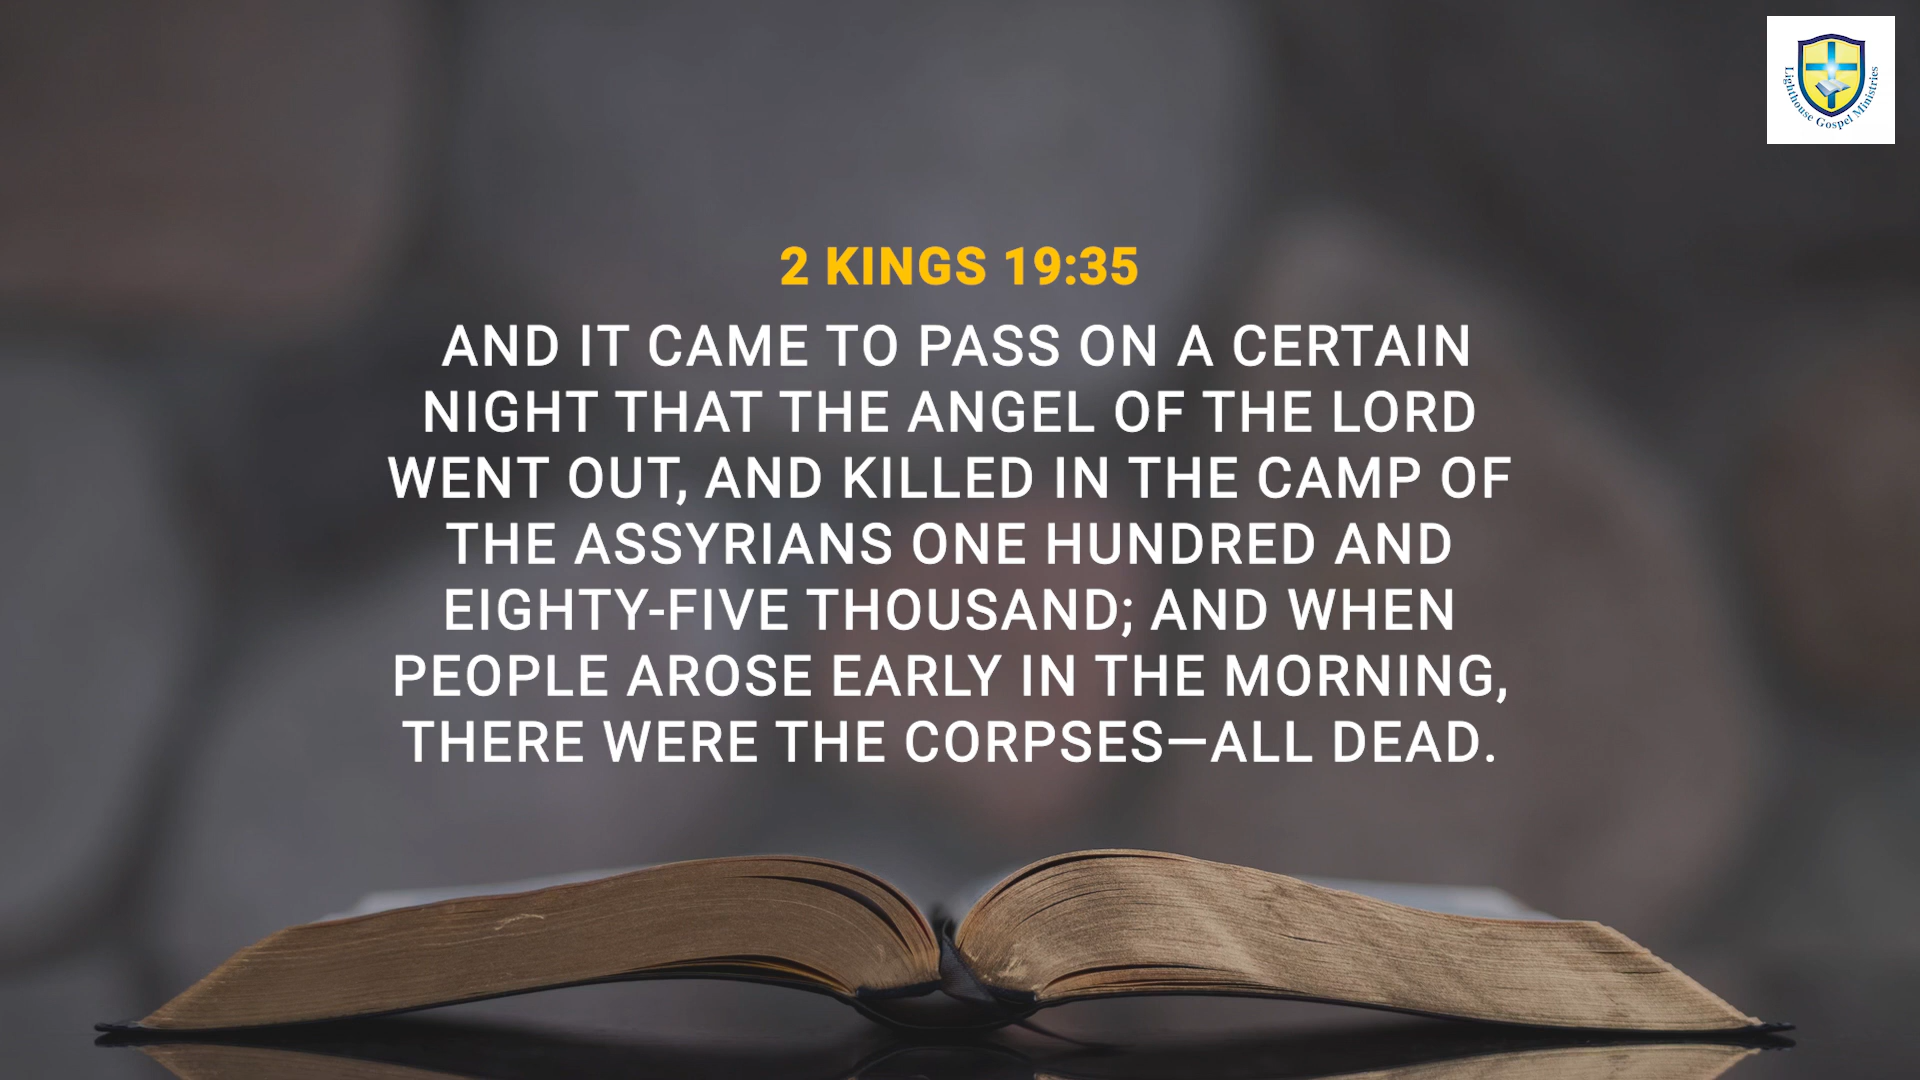 Lighthouse Gospel Ministries
2 KINGS 19:35
AND IT CAME TO PASS ON A CERTAIN
NIGHT THAT THE ANGEL OF THE LORD
WENT OUT, AND KILLED IN THE CAMP OF
THE ASSYRIANS ONE HUNDRED AND
EIGHTY-FIVE THOUSAND; AND WHEN
PEOPLE AROSE EARLY IN THE MORNING,
THERE WERE THE CORPSES—ALL DEAD.